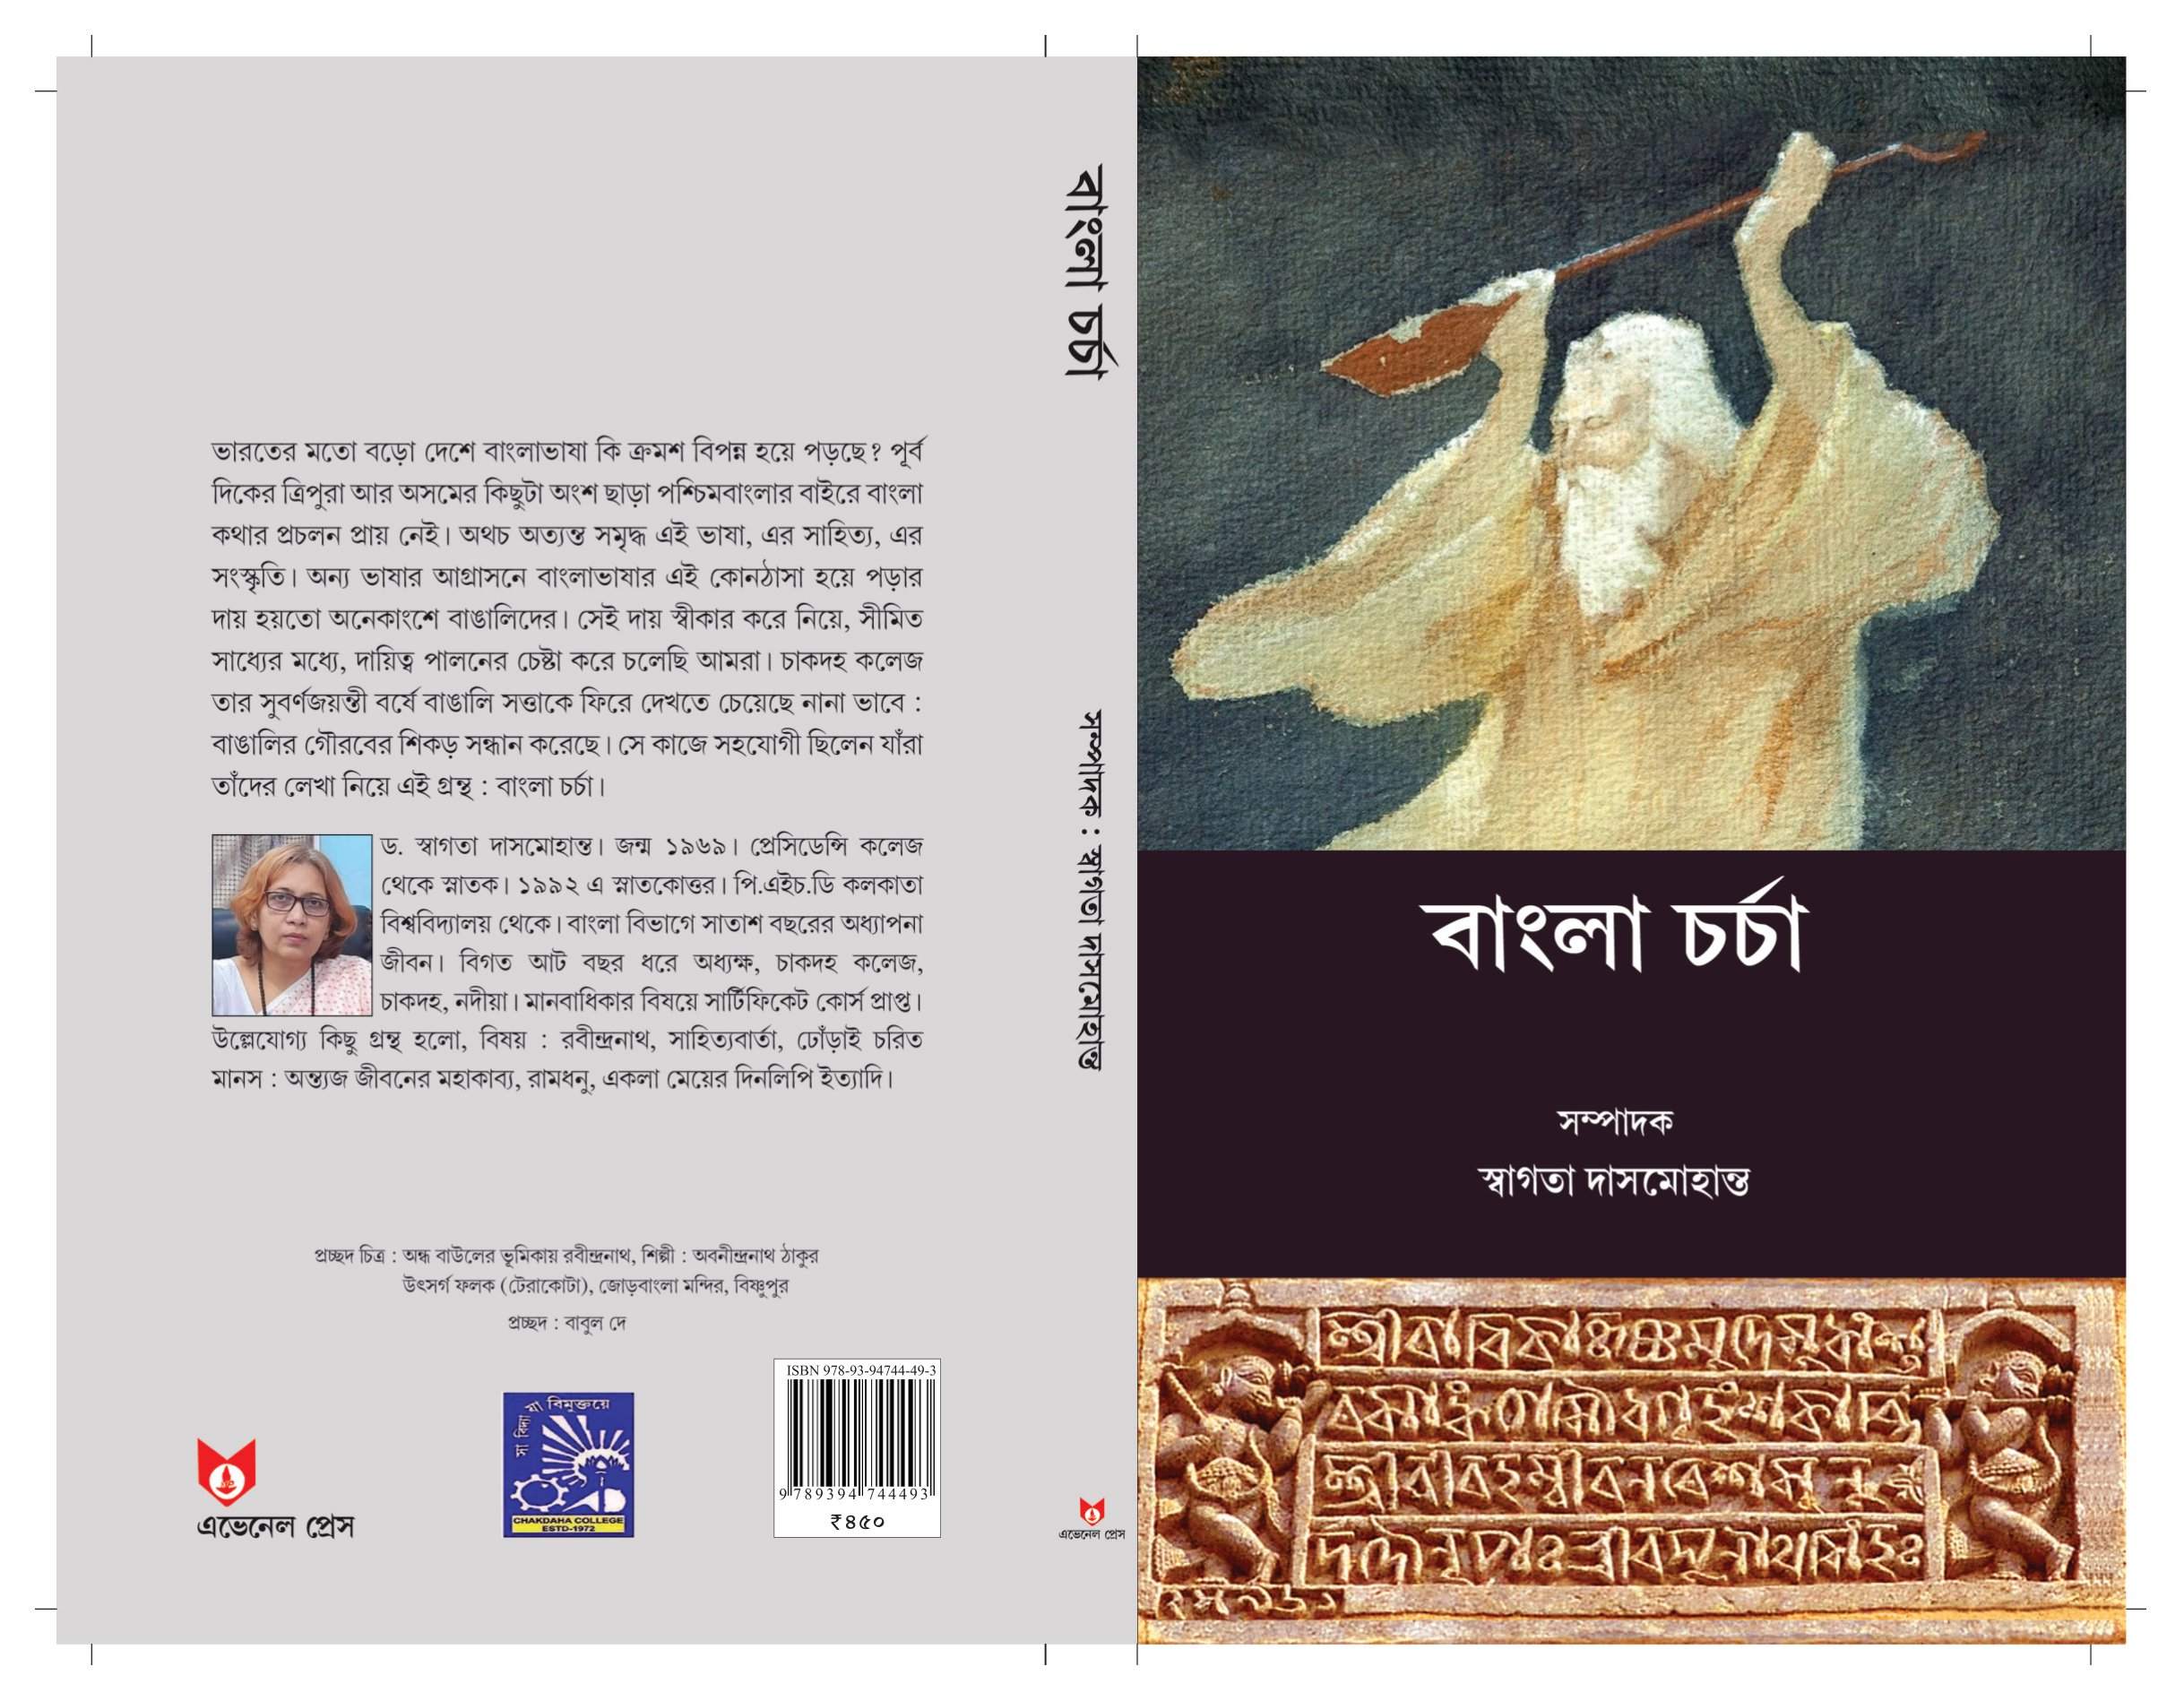 ভারতের মতো বড়ো দেশে বাংলাভাষা কি ক্রমশ বিপন্ন হয়ে পড়ছে? পূর্ব
দিকের ত্রিপুরা আর অসমের কিছুটা অংশ ছাড়া পশ্চিমবাংলার বাইরে বাংলা
কথার প্রচলন প্রায় নেই। অথচ অত্যন্ত সমৃদ্ধ এই ভাষা, এর সাহিত্য, এর
সংস্কৃতি। অন্য ভাষার আগ্রাসনে বাংলাভাষার এই কোনঠাসা হয়ে পড়ার
দায় হয়তো অনেকাংশে বাঙালিদের। সেই দায় স্বীকার করে নিয়ে, সীমিত
সাধ্যের মধ্যে, দায়িত্ব পালনের চেষ্টা করে চলেছি আমরা। চাকদহ কলেজ
তার সুবর্ণজয়ন্তী বর্ষে বাঙালি সত্তাকে ফিরে দেখতে চেয়েছে নানা ভাবে :
বাঙালির গৌরবের শিকড় সন্ধান করেছে। সে কাজে সহযোগী ছিলেন যাঁরা
তাঁদের লেখা নিয়ে এই গ্রন্থ : বাংলা চর্চা।
ড. স্বাগতা দাসমোহান্ত। জন্ম ১৯৬৯। প্রেসিডেন্সি কলেজ
থেকে স্নাতক। ১৯৯২ এ স্নাতকোত্তর। পি.এইচ.ডি কলকাতা
বিশ্ববিদ্যালয় থেকে। বাংলা বিভাগে সাতাশ বছরের অধ্যাপনা
জীবন। বিগত আট বছর ধরে অধ্যক্ষ, চাকদহ কলেজ,
চাকদহ, নদীয়া। মানবাধিকার বিষয়ে সার্টিফিকেট কোর্স প্রাপ্ত।
উল্লেযোগ্য কিছু গ্রন্থ হলো, বিষয় : রবীন্দ্রনাথ, সাহিত্যবার্তা, ঢোঁড়াই চরিত
মানস : অন্ত্যজ জীবনের মহাকাব্য, রামধনু, একলা মেয়ের দিনলিপি ইত্যাদি।
প্রচ্ছদ চিত্র : অন্ধ বাউলের ভূমিকায় রবীন্দ্রনাথ, শিল্পী : অবনীন্দ্রনাথ ঠাকুর
উৎসর্গ ফলক (টেরাকোটা), জোড়বাংলা মন্দির, বিষ্ণুপুর
প্রচ্ছদ : বাবুল দে
এভেনেল প্রেস
সা বিদ্যা যা বিমুক্তয়ে
CHAKDAHA COLLEGE
ESTD-1972
ISBN 978-93-94744-49-3
9 789394 744493
₹৪৫০
বাংলা চর্চা
সম্পাদক : স্বাগতা দাসমোহান্ত
এভেনেল প্রেস
বাংলা চর্চা
সম্পাদক
স্বাগতা দাসমোহান্ত